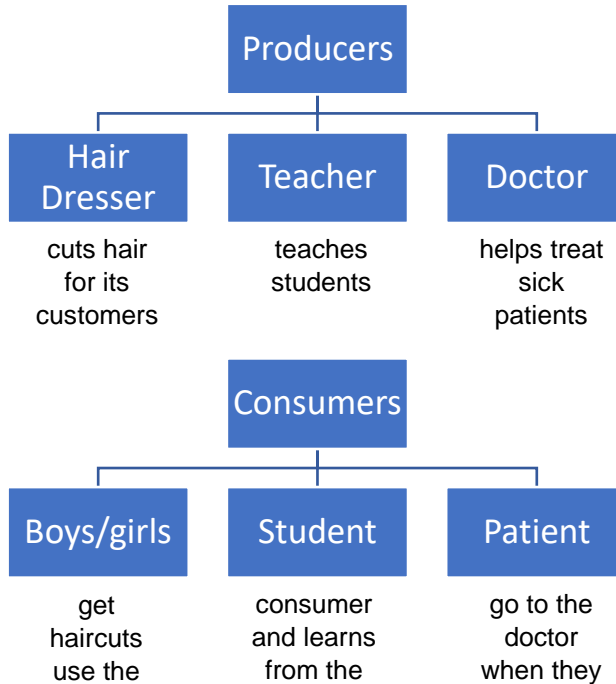 Producers
Hair
Dresser
Teacher
Doctor
cuts hair
for its
customers
teaches
students
helps treat
sick
patients
Consumers
Boys/girls
Student
Patient
get
haircuts
use the
consumer
and learns
from the
go to the
doctor
when they